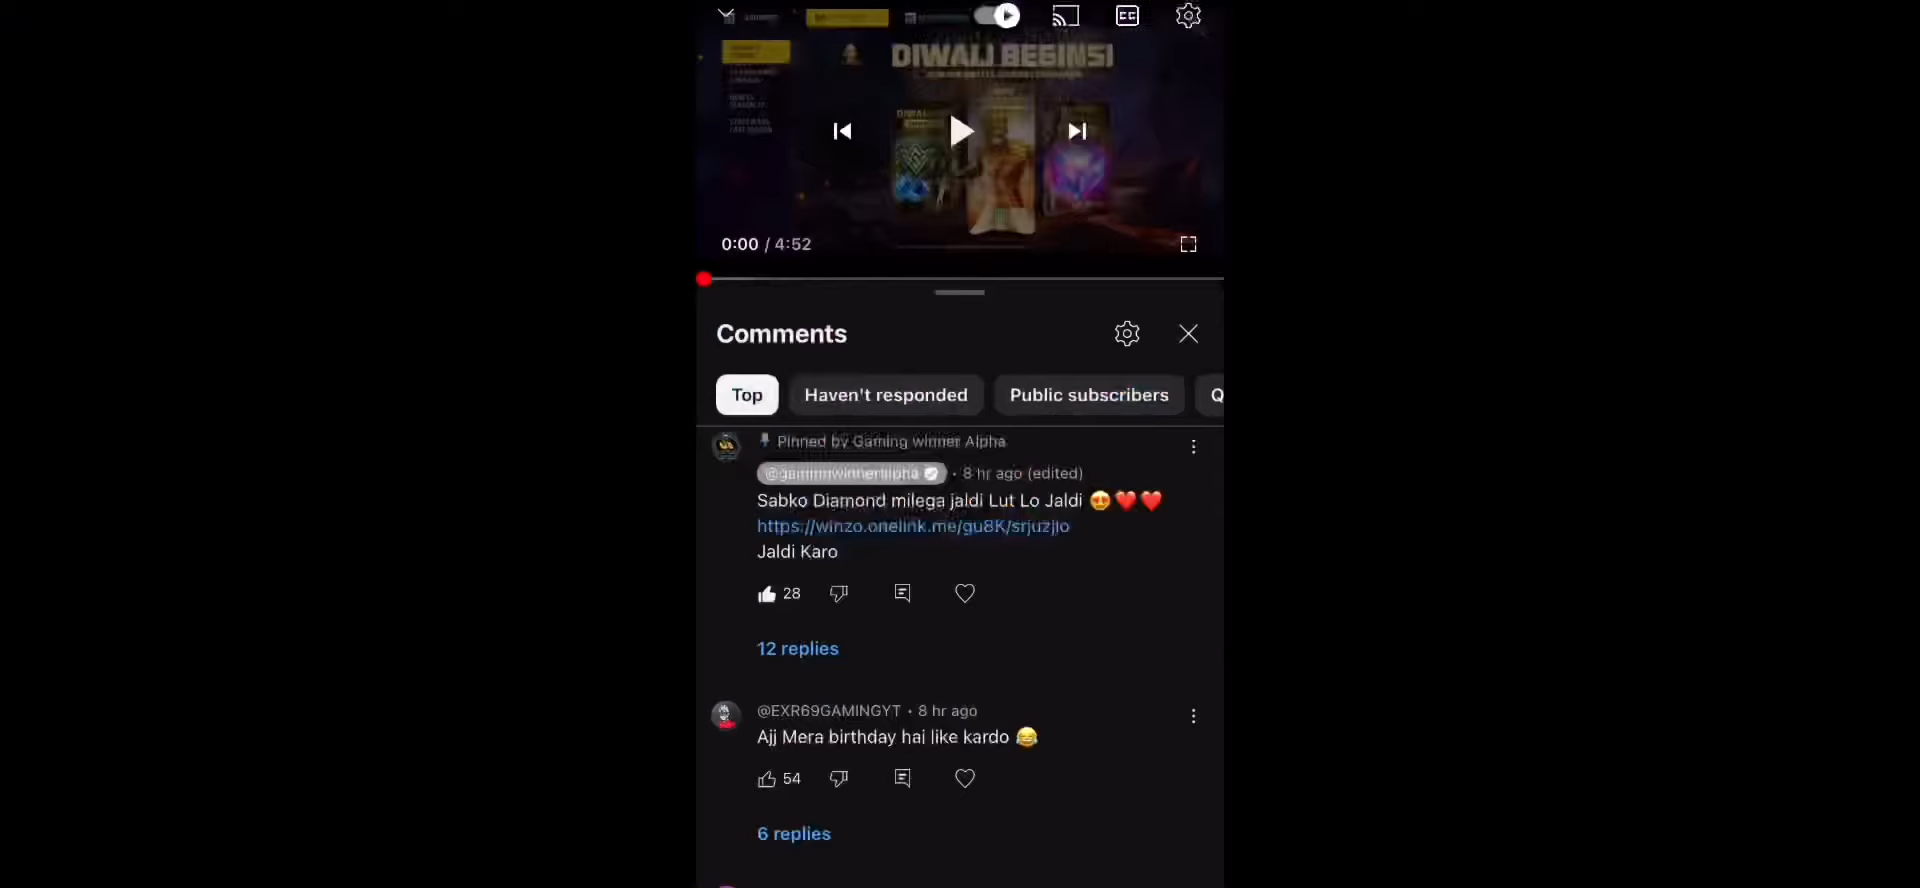 DIWALI BEGINS!
DIWALI
0:00 / 4:52
Comments
Top
Haven't responded
Public subscribers
Q
Pinned by Gaming winner Alpha
8 hr ago (edited)
Sabko Diamond milega jaldi Lut Lo Jaldi 😍❤️❤️
https://winzo.onelink.me/gu8K/srjuzjlo
Jaldi Karo
28
12 replies
@EXR69GAMINGYT · 8 hr ago
Ajj Mera birthday hai like kardo 😂
54
6 replies